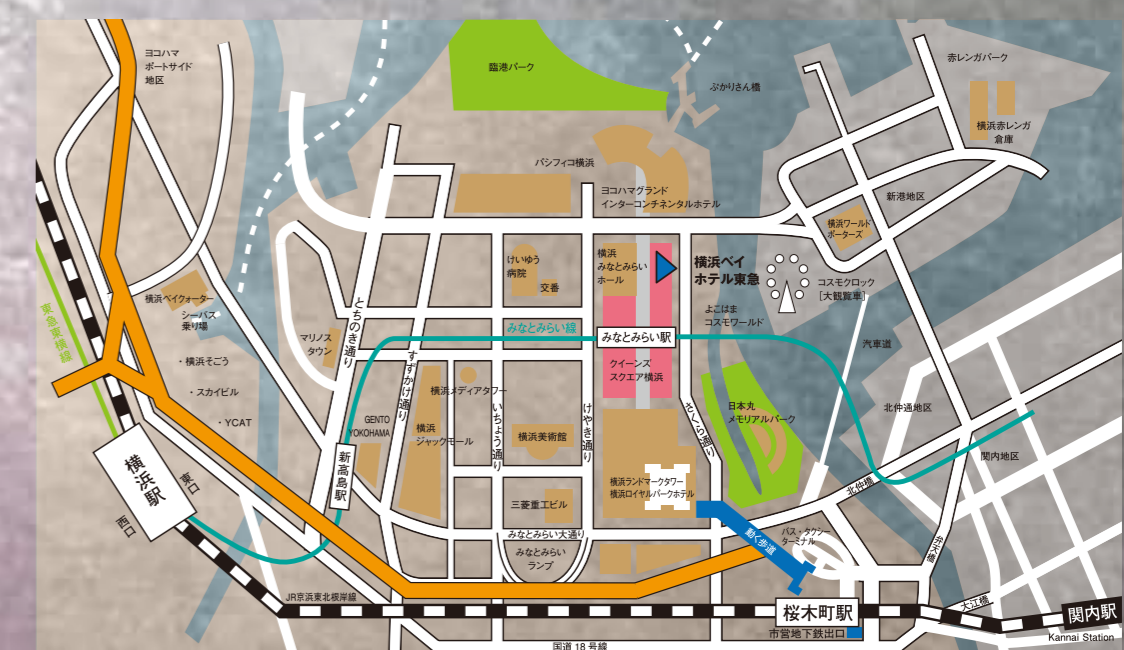 ヨコハマ
ポートサイド
地区
臨港パーク
ぷかりさん橋
赤レンガパーク
横浜赤レンガ
倉庫
パシフィコ横浜
ヨコハマグランド
インターコンチネンタルホテル
新港地区
横浜ワールド
ポーターズ
けいゆう
病院
交番
横浜
みなとみらい
ホール
横浜ベイ
ホテル東急
コスモクロック
[大観覧車]
よこはま
コスモワールド
横浜ベイクォーター
シーバス
乗り場
東急東横線
マリノス
タウン
とちのき通り
みなとみらい線
みなとみらい駅
汽車道
・横浜そごう
・スカイビル
・YCAT
すずかけ通り
横浜メディアタワー
クイーンズ
スクエア横浜
GENTO
YOKOHAMA
横浜
ジャックモール
いちょう通り
横浜美術館
けやき通り
さくら通り
日本丸
メモリアルパーク
北仲通地区
関内地区
横浜駅
東口
西口
新高島駅
横浜ランドマークタワー
横浜ロイヤルパークホテル
北仲橋
三菱重工ビル
みなとみらい大通り
みなとみらい
ランプ
動く歩道
バス・タクシー
ターミナル
弁天橋
JR京浜東北根岸線
桜木町駅
市営地下鉄出口
大江橋
関内駅
Kannai Station
国道18号線